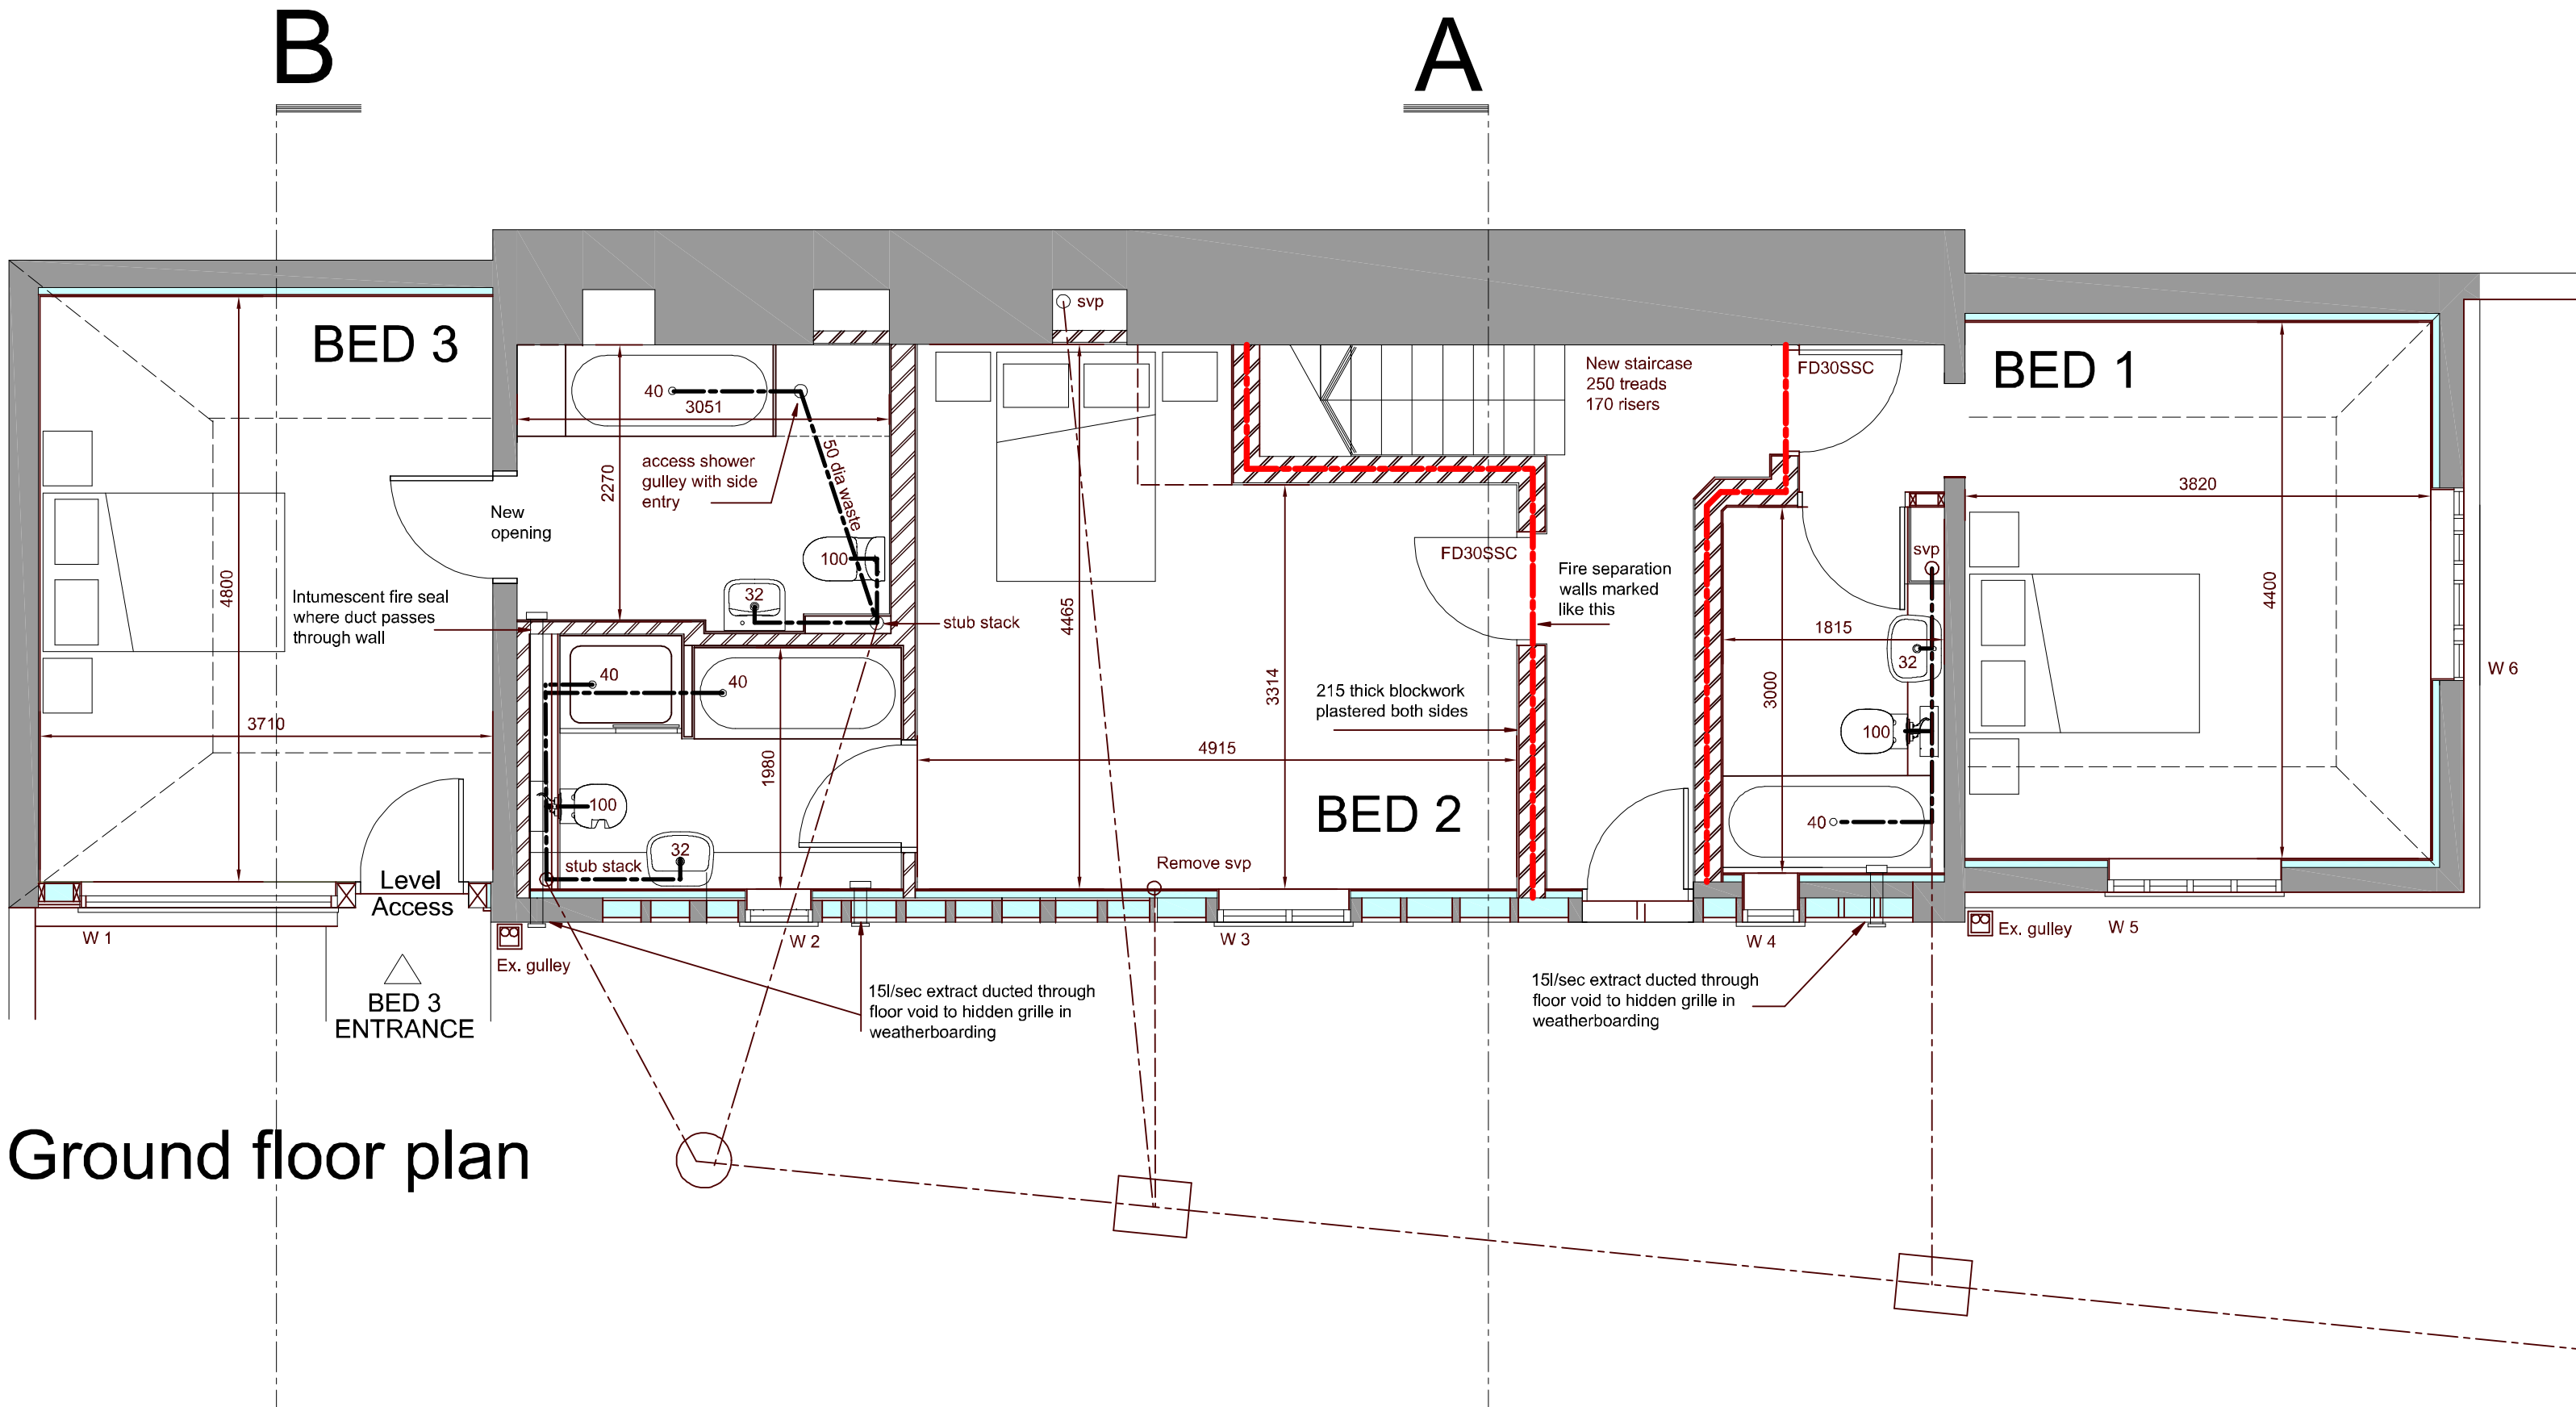 B
A
BED 3
svp
New staircase
250 treads
170 risers
FD30SSC
BED 1
40
3051
access shower
gulley with side
entry
50 dia waste
2270
3820
New
opening
100
FD30SSC
svp
Fire separation
walls marked
like this
4800
Intumescent fire seal
where duct passes
through wall
32
stub stack
4465
4400
1815
32
40
40
3314
215 thick blockwork
plastered both sides
3000
W 6
3710
1980
4915
100
100
BED 2
40
32
stub stack
Remove svp
Level
Access
W 1
W 2
W 3
W 4
Ex. gulley
W 5
Ex. gulley
BED 3
ENTRANCE
15l/sec extract ducted through
floor void to hidden grille in
weatherboarding
15l/sec extract ducted through
floor void to hidden grille in
weatherboarding
Ground floor plan